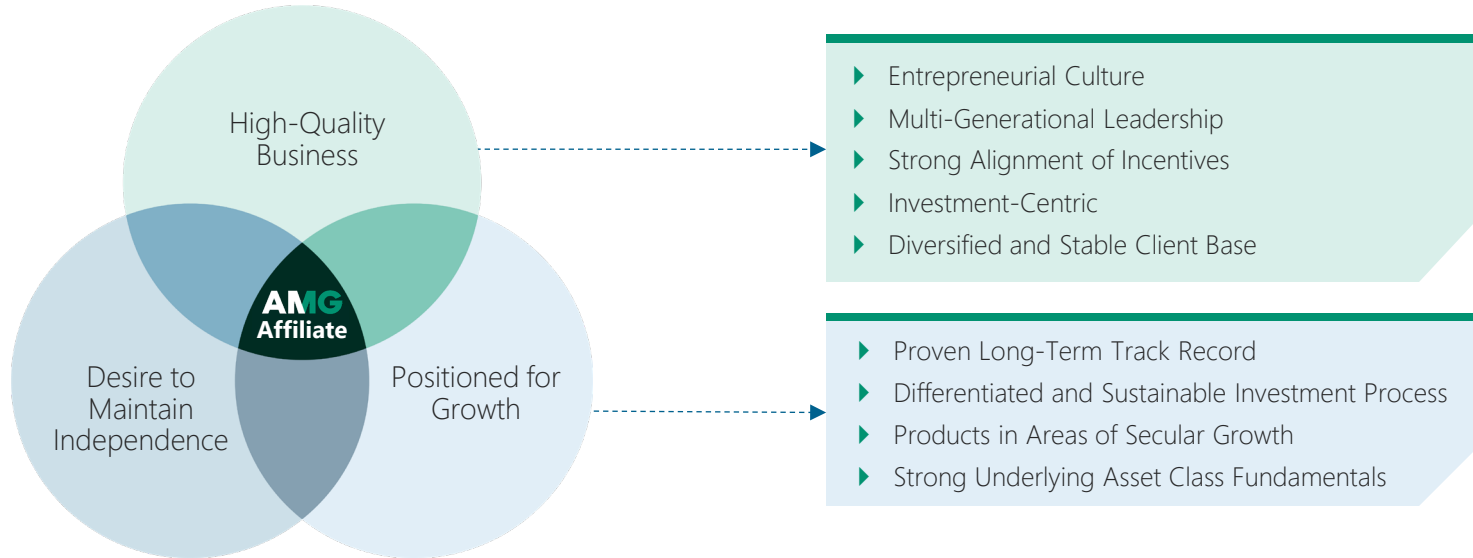 High-Quality
Business
AMG
Affiliate
Desire to
Maintain
Independence
Positioned for
Growth
Entrepreneurial Culture
Multi-Generational Leadership
Strong Alignment of Incentives
Investment-Centric
Diversified and Stable Client Base
Proven Long-Term Track Record
Differentiated and Sustainable Investment Process
Products in Areas of Secular Growth
Strong Underlying Asset Class Fundamentals